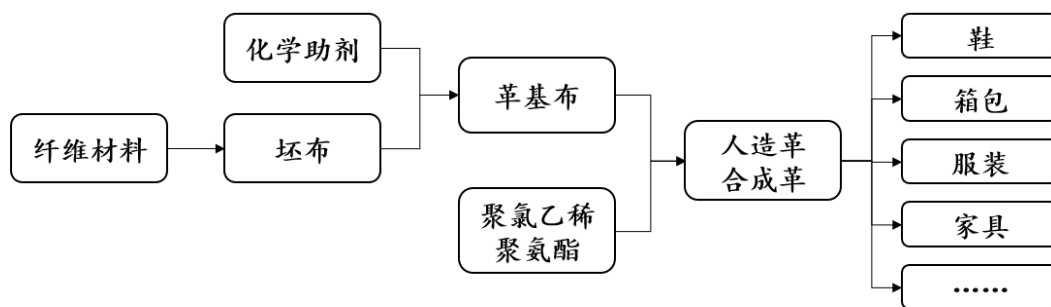 化学助剂
纤维材料
坯布
革基布
聚氯乙稀
聚氨酯
人造革
合成革
鞋
箱包
服装
家具
……